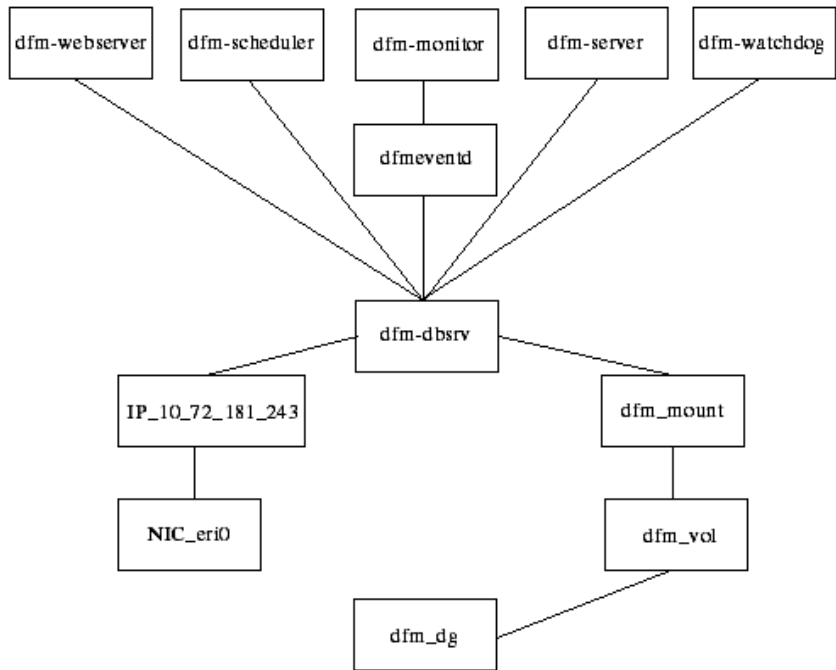 dfm-webserver
dfm-scheduler
dfm-monitor
dfm-server
dfm-watchdog
dfmeventd
dfm-dbsrv
IP_10_72_181_243
dfm_mount
NIC_eri0
dfm_vol
dfm_dg